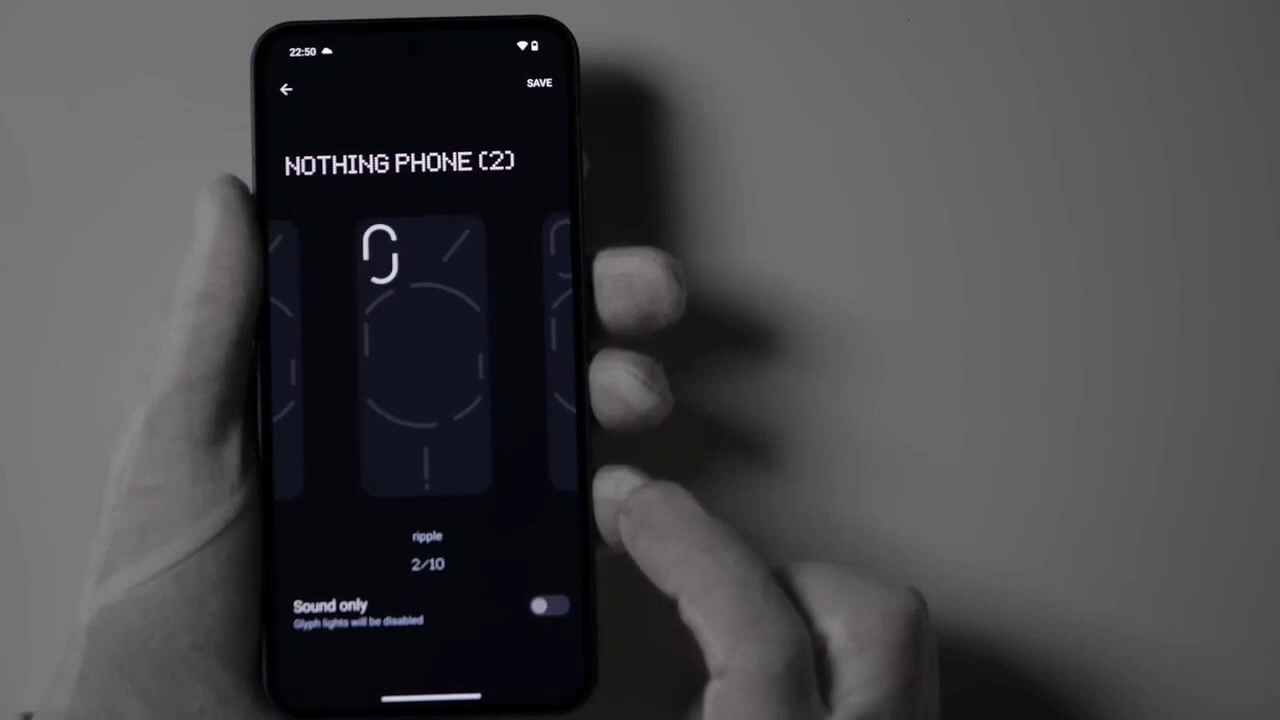 22:50
SAVE
NOTHING PHONE (2)
ripple
2/10
Sound only
Glyph lights will be disabled